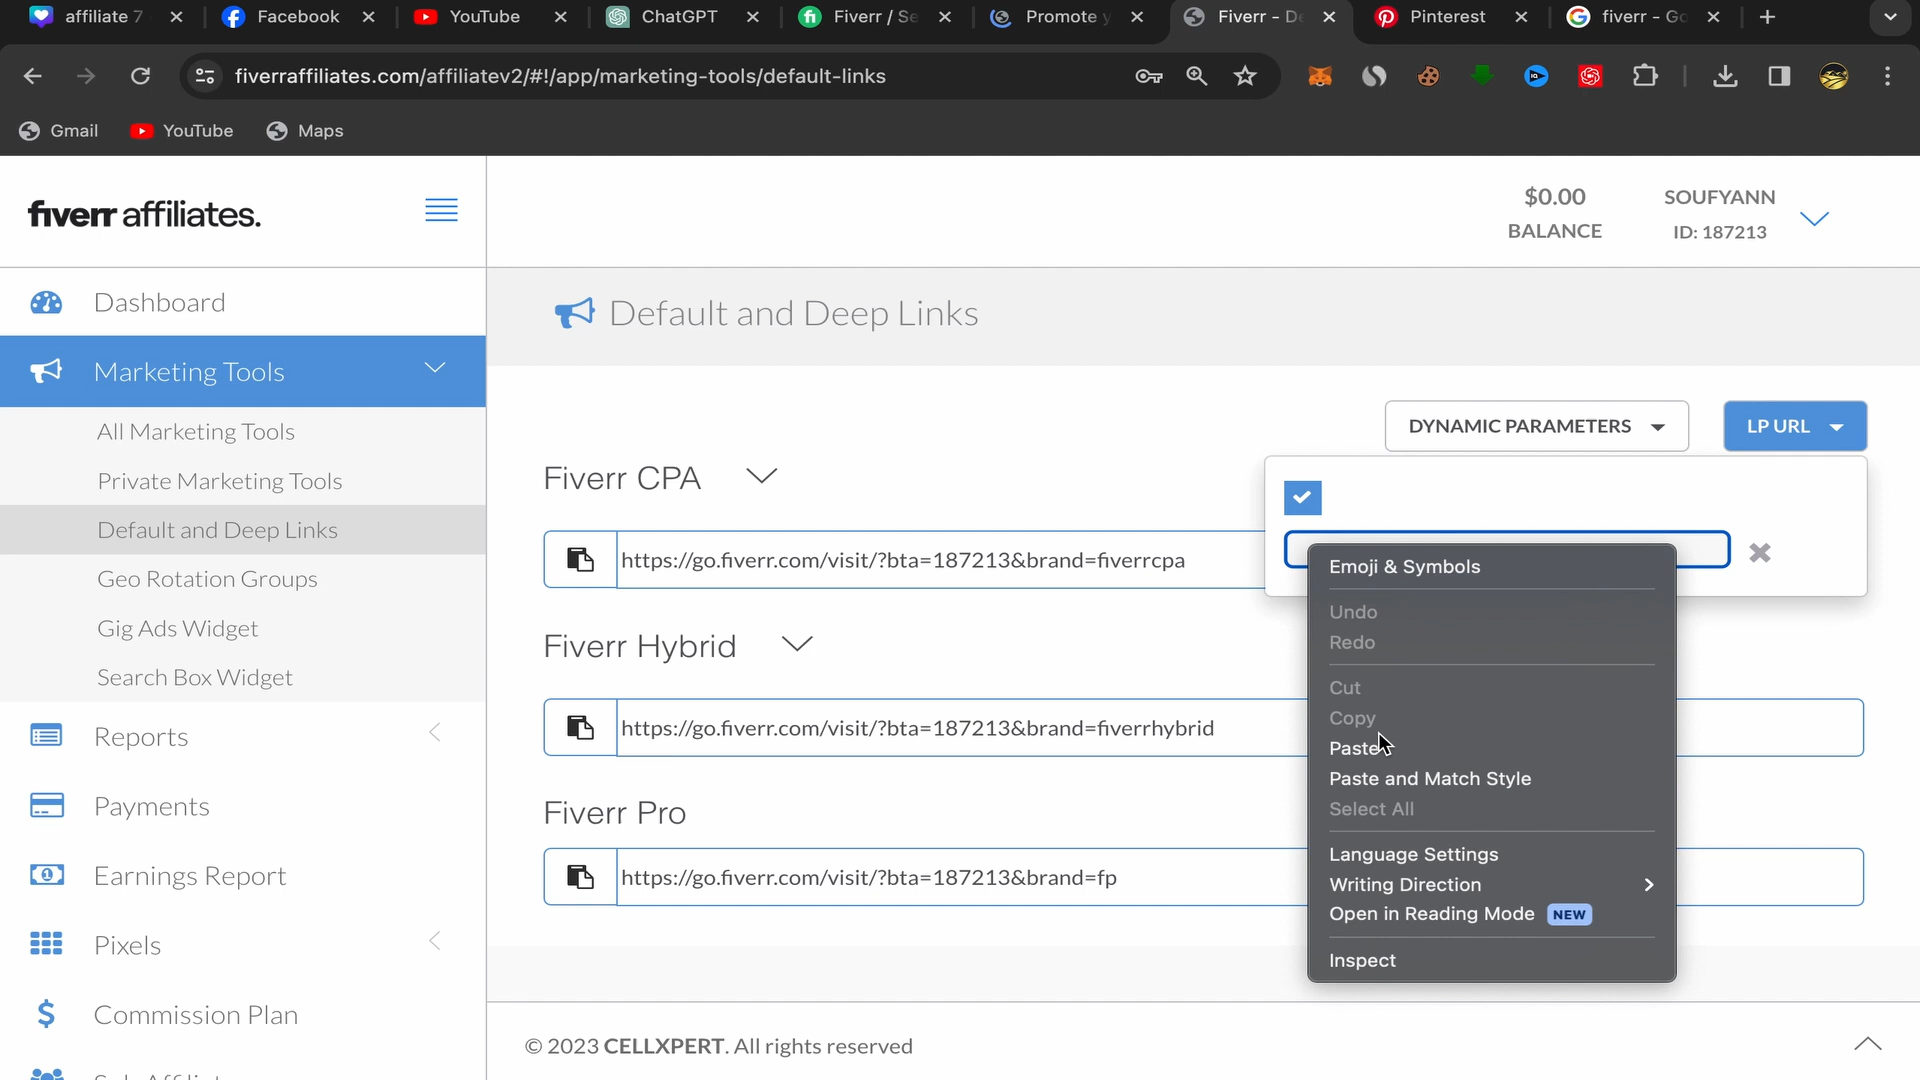 affiliate 7
Facebook
YouTube
ChatGPT
Fiverr / Se
Promote y
Fiverr - De
Pinterest
fiverr - Go
fiverraffiliates.com/affiliatev2/#!/app/marketing-tools/default-links
Gmail
YouTube
Maps
fiverr affiliates.
$0.00
BALANCE
SOUFYANN
ID: 187213
Dashboard
Marketing Tools
All Marketing Tools
Private Marketing Tools
Default and Deep Links
Geo Rotation Groups
Gig Ads Widget
Search Box Widget
Reports
Payments
Earnings Report
Pixels
Commission Plan
Default and Deep Links
DYNAMIC PARAMETERS
LP URL
Fiverr CPA
https://go.fiverr.com/visit/?bta=187213&brand=fiverrcpa
Fiverr Hybrid
https://go.fiverr.com/visit/?bta=187213&brand=fiverrhybrid
Fiverr Pro
https://go.fiverr.com/visit/?bta=187213&brand=fp
Emoji & Symbols
Undo
Redo
Cut
Copy
Paste
Paste and Match Style
Select All
Language Settings
Writing Direction
Open in Reading Mode NEW
Inspect
© 2023 CELLXPERT. All rights reserved